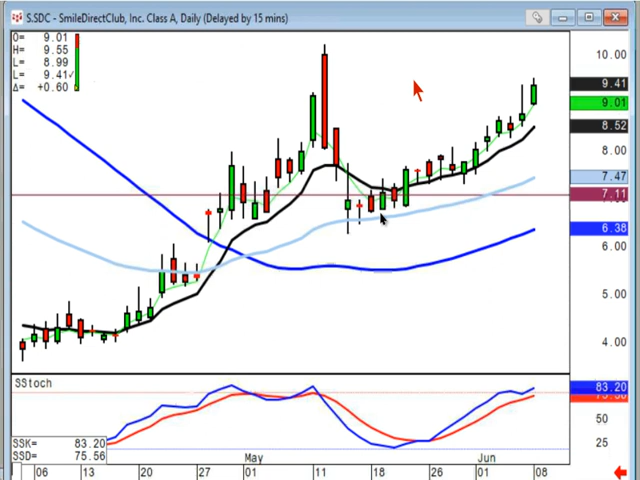 S.SDC - SmileDirectClub, Inc. Class A, Daily (Delayed by 15 mins)
O= 9.01
H= 9.55
L= 8.99
L= 9.41✓
Δ= +0.60
10.00
9.41
9.01
8.52
8.00
7.47
7.11
6.38
6.00
5.00
4.00
SStoch
83.20
50
25
SSK= 83.20
SSD= 75.56
06 13 20 27 May 04 11 18 26 Jun 01 08